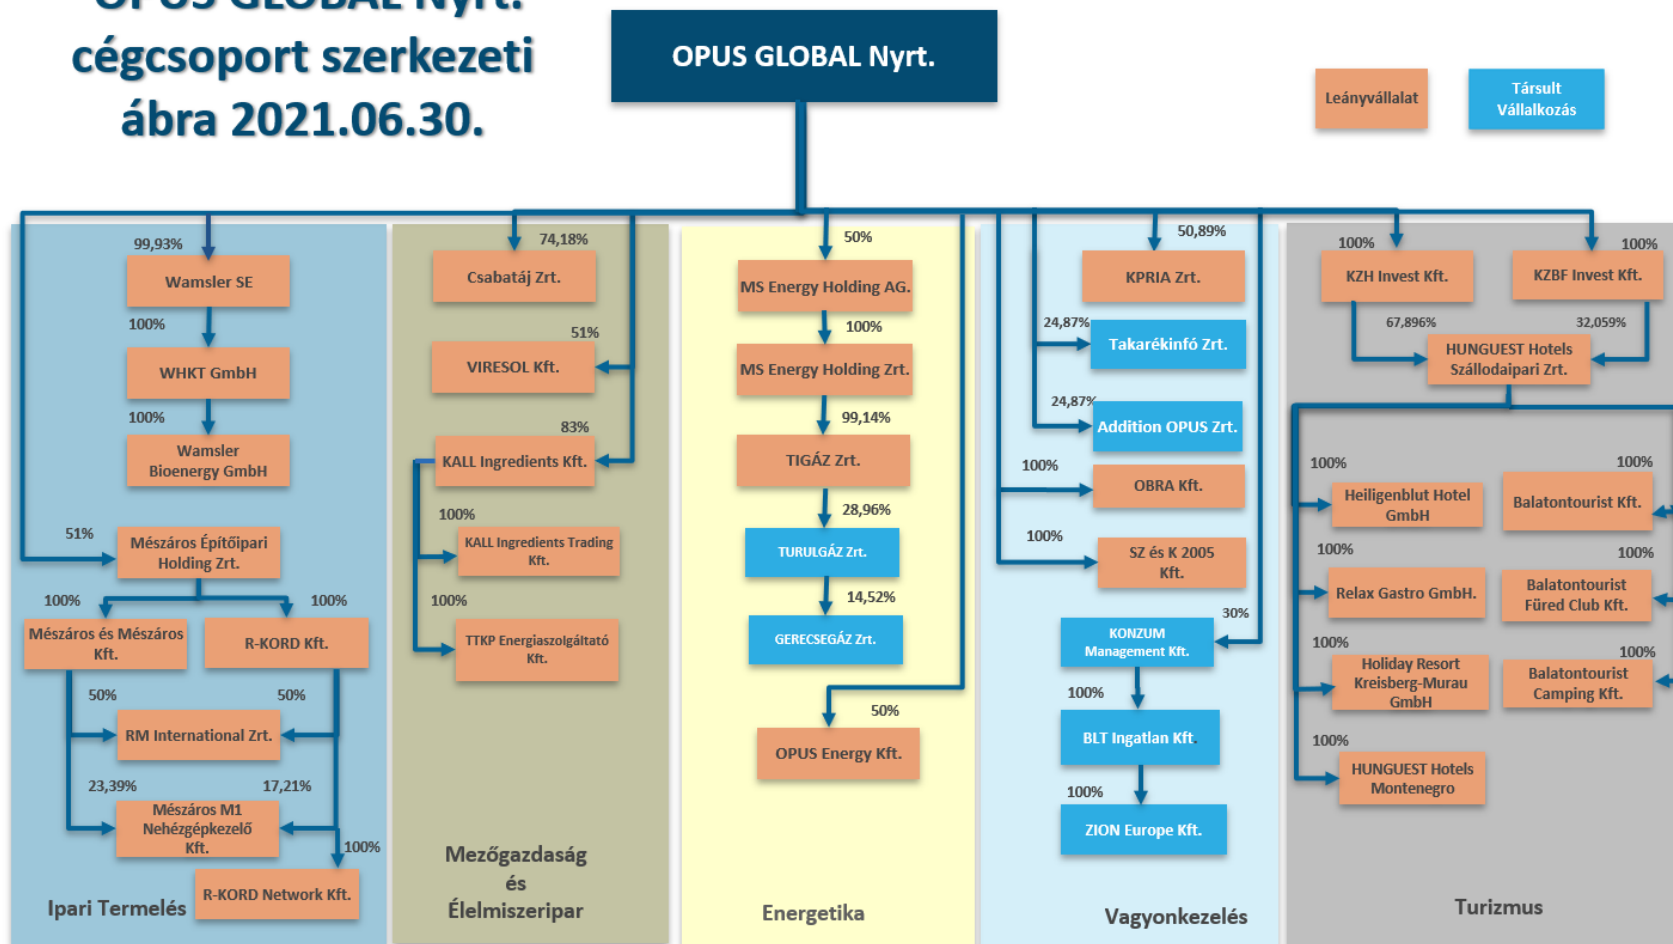 OPUS GLOBAL Nyrt.
cégcsoport szerkezeti
ábra 2021.06.30.
OPUS GLOBAL Nyrt.
Leányvállalat
Társult
Vállalkozás
99,93%
Wamsler SE
100%
WHKT GmbH
100%
Wamsler
Bioenergy GmbH
51%
Mészáros Építőipari
Holding Zrt.
100%
100%
Mészáros és Mészáros
Kft.
R-KORD Kft.
50%
50%
RM International Zrt.
23,39%
17,21%
Mészáros M1
Nehézgépkezelő
Kft.
100%
R-KORD Network Kft.
Ipari Termelés
74,18%
Csabatáj Zrt.
51%
VIRESOL Kft.
83%
KALL Ingredients Kft.
100%
KALL Ingredients Trading
Kft.
100%
TTKP Energiaszolgáltató
Kft.
Mezőgazdaság
és
Élelmiszeripar
50%
MS Energy Holding AG.
100%
MS Energy Holding Zrt.
99,14%
TIGÁZ Zrt.
28,96%
TURULGÁZ Zrt.
14,52%
GERECSEGÁZ Zrt.
50%
OPUS Energy Kft.
Energetika
50,89%
KPRIA Zrt.
24,87%
Takarékinfó Zrt.
24,87%
Addition OPUS Zrt.
100%
OBRA Kft.
100%
SZ és K 2005
Kft.
30%
KONZUM
Management Kft.
100%
BLT Ingatlan Kft.
100%
ZION Europe Kft.
Vagyonkezelés
100%
100%
KZH Invest Kft.
KZBF Invest Kft.
67,896%
32,059%
HUNGUEST Hotels
Szállodaipari Zrt.
100%
100%
Heiligenblut Hotel
GmbH
Balatontourist Kft.
100%
100%
Relax Gastro GmbH.
Balatontourist
Füred Club Kft.
100%
100%
Holiday Resort
Kreisberg-Murau
GmbH
Balatontourist
Camping Kft.
100%
HUNGUEST Hotels
Montenegro
Turizmus